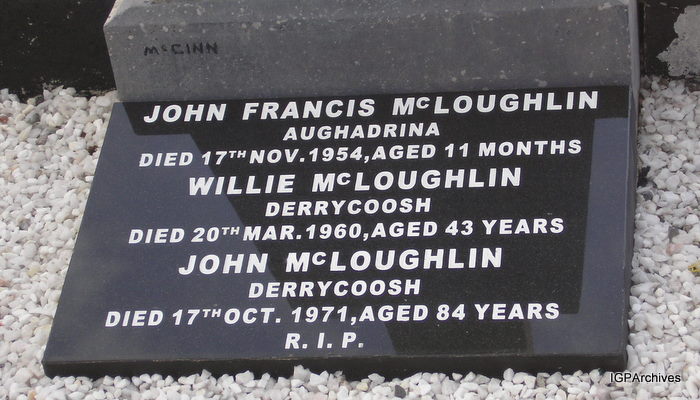 McGINN
JOHN FRANCIS McLOUGHLIN
AUGHADRINA
DIED 17TH NOV. 1954, AGED 11 MONTHS
WILLIE McLOUGHLIN
DERRYCOOSH
DIED 20TH MAR. 1960, AGED 43 YEARS
JOHN McLOUGHLIN
DERRYCOOSH
DIED 17TH OCT. 1971, AGED 84 YEARS
R. I. P.
IGPArchives